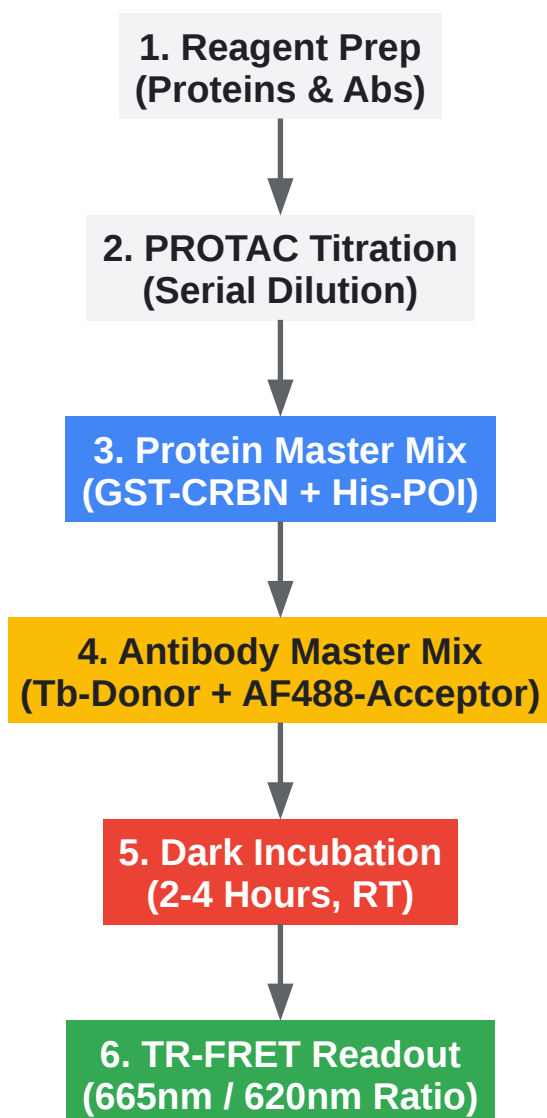 1. Reagent Prep
(Proteins & Abs)
2. PROTAC Titration
(Serial Dilution)
3. Protein Master Mix
(GST-CRBN + His-POI)
4. Antibody Master Mix
(Tb-Donor + AF488-Acceptor)
5. Dark Incubation
(2-4 Hours, RT)
6. TR-FRET Readout
(665nm / 620nm Ratio)